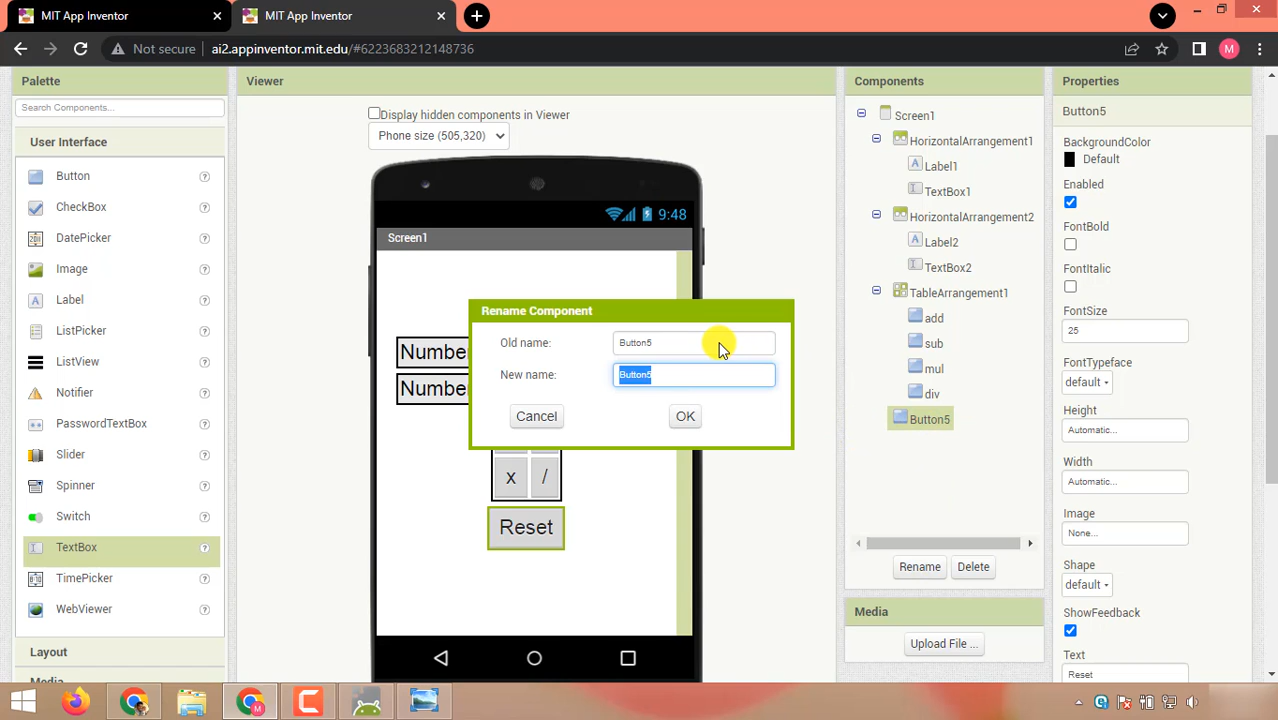 MIT App Inventor
MIT App Inventor
Not secure
ai2.appinventor.mit.edu/#6223683212148736
M
Palette
Search Components...
User Interface
Button
CheckBox
DatePicker
Image
Label
ListPicker
ListView
Notifier
PasswordTextBox
Slider
Spinner
Switch
TextBox
TimePicker
WebViewer
Layout
Viewer
Display hidden components in Viewer
Phone size (505,320)
9:48
Screen1
Number
Number
x /
Reset
Rename Component
Old name: Button5
New name: Button5
Cancel OK
Components
Screen1
HorizontalArrangement1
Label1
TextBox1
HorizontalArrangement2
Label2
TextBox2
TableArrangement1
add
sub
mul
div
Button5
Rename Delete
Media
Upload File ...
Properties
Button5
BackgroundColor
Default
Enabled
FontBold
FontItalic
FontSize
25
FontTypeface
default
Height
Automatic...
Width
Automatic...
Image
None...
Shape
default
ShowFeedback
Text
Reset